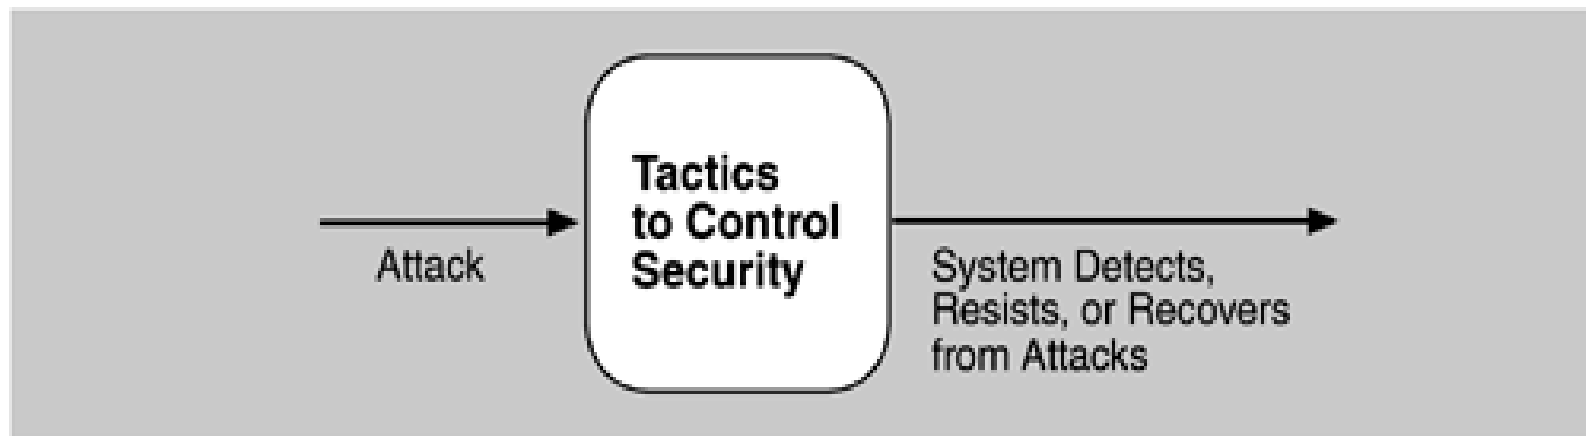 Attack
Tactics
to Control
Security
System Detects,
Resists, or Recovers
from Attacks